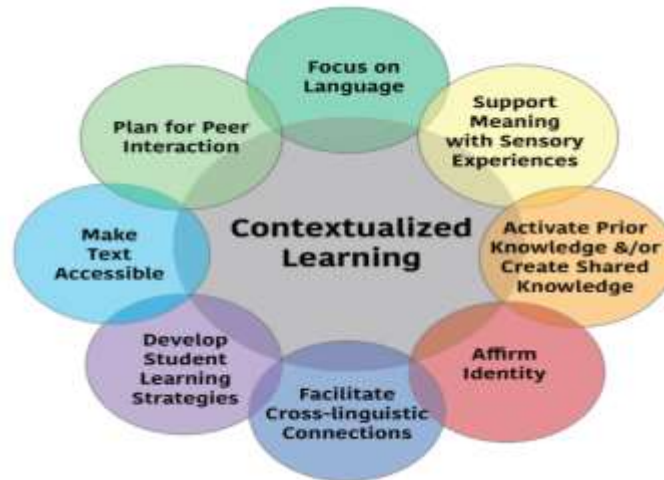 Focus on
Language
Support
Meaning
with Sensory
Experiences
Activate Prior
Knowledge &/or
Create Shared
Knowledge
Affirm
Identity
Facilitate
Cross-linguistic
Connections
Develop
Student
Learning
Strategies
Make
Text
Accessible
Plan for Peer
Interaction
Contextualized
Learning